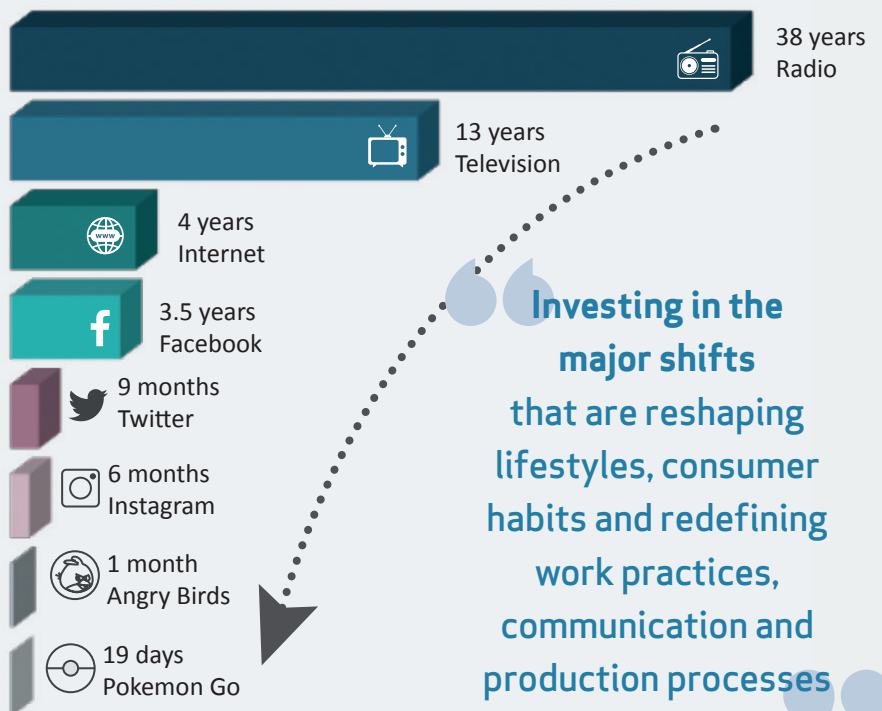 38 years
Radio
13 years
Television
www
4 years
Internet
f
3.5 years
Facebook
9 months
Twitter
6 months
Instagram
1 month
Angry Birds
19 days
Pokemon Go
“Investing in the
major shifts
that are reshaping
lifestyles, consumer
habits and redefining
work practices,
communication and
production processes”